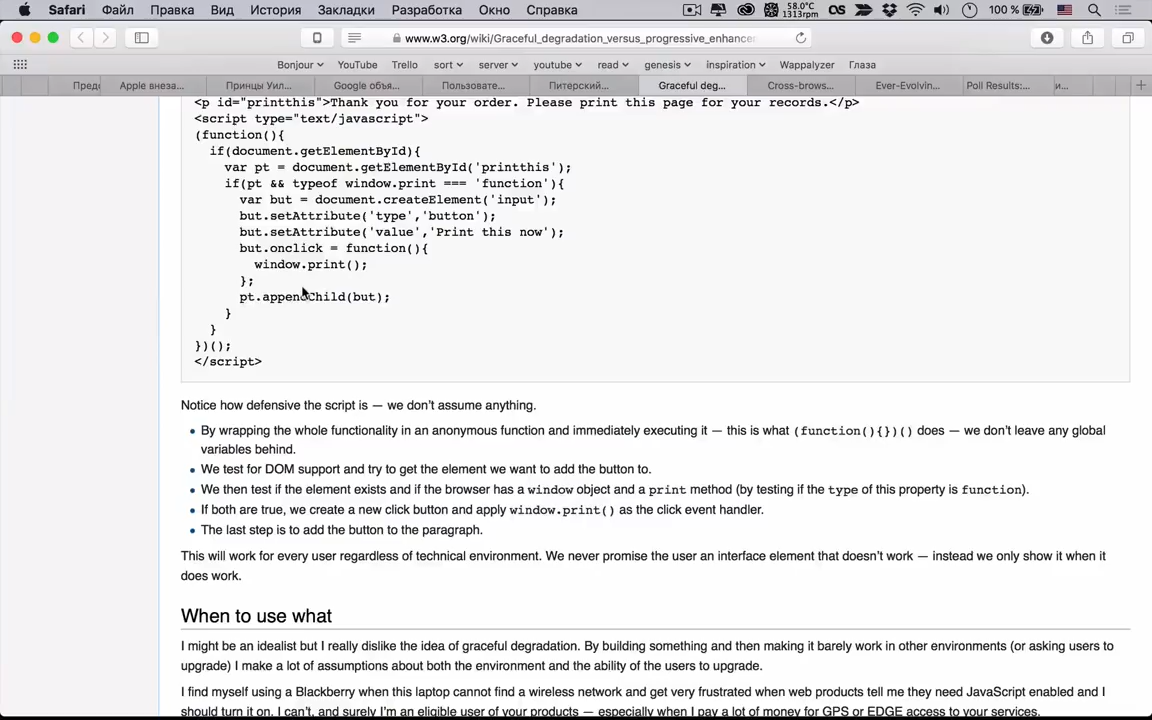 Safari Файл Правка Вид История Закладки Разработка Окно Справка 58.0°C 1313rpm 100 %
www.w3.org/wiki/Graceful_degradation_versus_progressive_enhancem
Bonjour YouTube Trello sort server youtube read genesis inspiration Wappalyzer Глаза
Предс Apple внеза... Принцы Уил... Google объя... Пользовате... Питерский... Graceful deg... Cross-brows... Ever-Evolvin... Poll Results:... и...
<p id="printthis">Thank you for your order. Please print this page for your records.</p>
<script type="text/javascript">
(function(){
if(document.getElementById){
var pt = document.getElementById('printthis');
if(pt && typeof window.print === 'function'){
var but = document.createElement('input');
but.setAttribute('type','button');
but.setAttribute('value','Print this now');
but.onclick = function(){
window.print();
};
pt.appendChild(but);
}
}
})();
</script>
Notice how defensive the script is — we don't assume anything.
By wrapping the whole functionality in an anonymous function and immediately executing it — this is what (function(){})() does — we don't leave any global
variables behind.
We test for DOM support and try to get the element we want to add the button to.
We then test if the element exists and if the browser has a window object and a print method (by testing if the type of this property is function).
If both are true, we create a new click button and apply window.print() as the click event handler.
The last step is to add the button to the paragraph.
This will work for every user regardless of technical environment. We never promise the user an interface element that doesn't work — instead we only show it when it
does work.
When to use what
I might be an idealist but I really dislike the idea of graceful degradation. By building something and then making it barely work in other environments (or asking users to
upgrade) I make a lot of assumptions about both the environment and the ability of the users to upgrade.
I find myself using a Blackberry when this laptop cannot find a wireless network and get very frustrated when web products tell me they need JavaScript enabled and I
should turn it on. I can't, and surely I'm an eligible user of your products — especially when I pay a lot of money for GPS or EDGE access to your services.